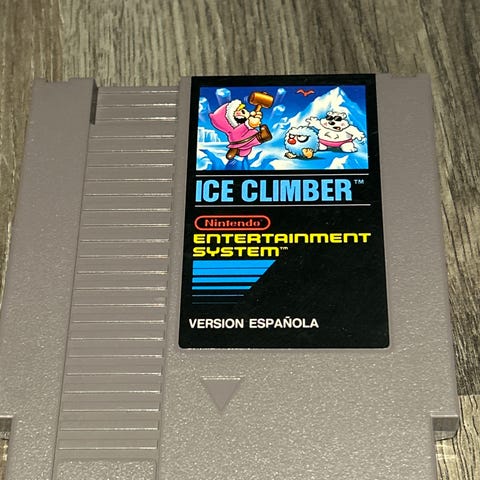 ICE CLIMBER™
Nintendo
ENTERTAINMENT
SYSTEM™
VERSION ESPAÑOLA